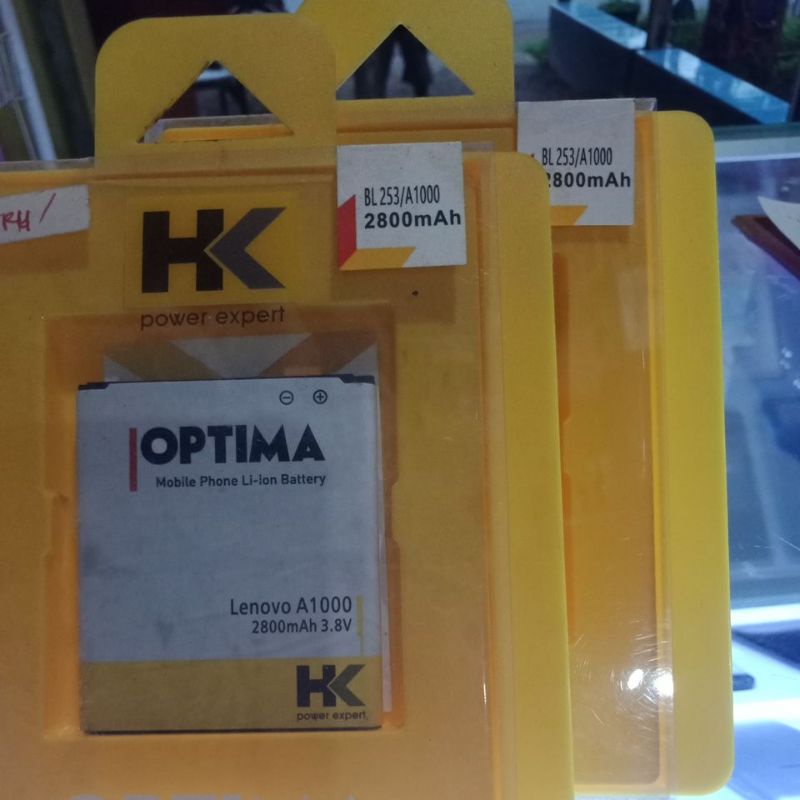 BL 253/A1000
2800mAh
BL 253/A1000
2800mAh
HK
power expert
⊖ ⊕
OPTIMA
Mobile Phone Li-ion Battery
Lenovo A1000
2800mAh 3.8V
HK
power expert